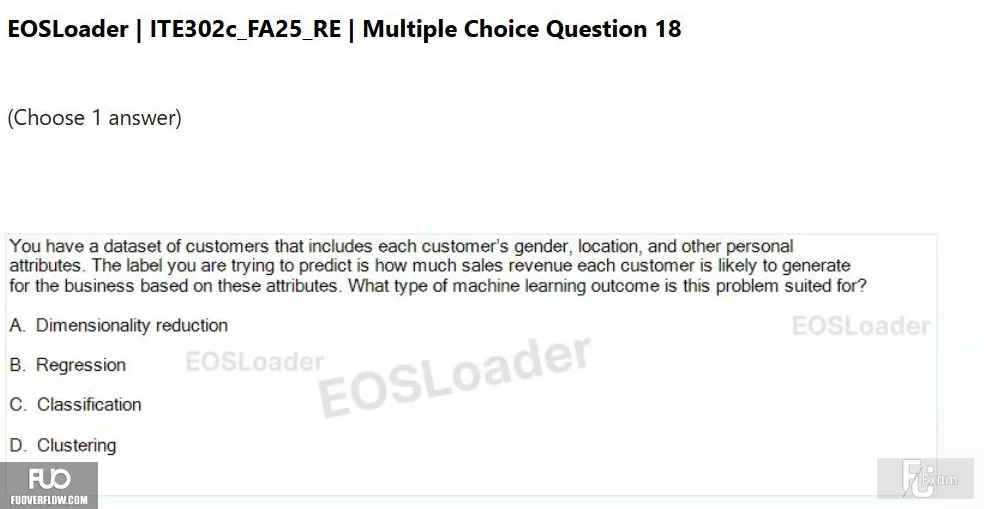 EOSLoader | ITE302c_FA25_RE | Multiple Choice Question 18
(Choose 1 answer)
You have a dataset of customers that includes each customer's gender, location, and other personal
attributes. The label you are trying to predict is how much sales revenue each customer is likely to generate
for the business based on these attributes. What type of machine learning outcome is this problem suited for?
A. Dimensionality reduction
EOSLoader
B. Regression
EOSLoader
EOSLoader
C. Classification
D. Clustering
FUO
FUOVERFLOW.COM
Exam